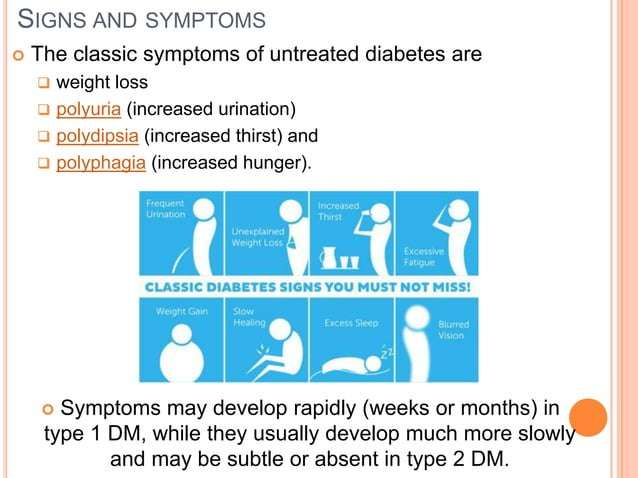 SIGNS AND SYMPTOMS
The classic symptoms of untreated diabetes are
weight loss
polyuria (increased urination)
polydipsia (increased thirst) and
polyphagia (increased hunger).
Frequent
Urination
Unexplained
Weight Loss
Increased
Thirst
Excessive
Fatigue
CLASSIC DIABETES SIGNS YOU MUST NOT MISS!
Weight Gain
Slow
Healing
Excess Sleep
zZZ
Blurred
Vision
Symptoms may develop rapidly (weeks or months) in
type 1 DM, while they usually develop much more slowly
and may be subtle or absent in type 2 DM.